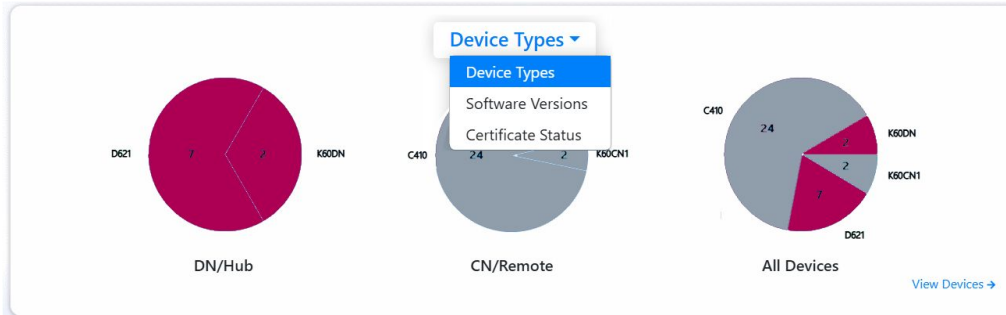 Device Types
Device Types
Software Versions
Certificate Status
D621
7
2
K60DN
C410
24
2
K60CN1
C410
24
2
K60DN
2
K60CN1
7
D621
DN/Hub
CN/Remote
All Devices
View Devices →